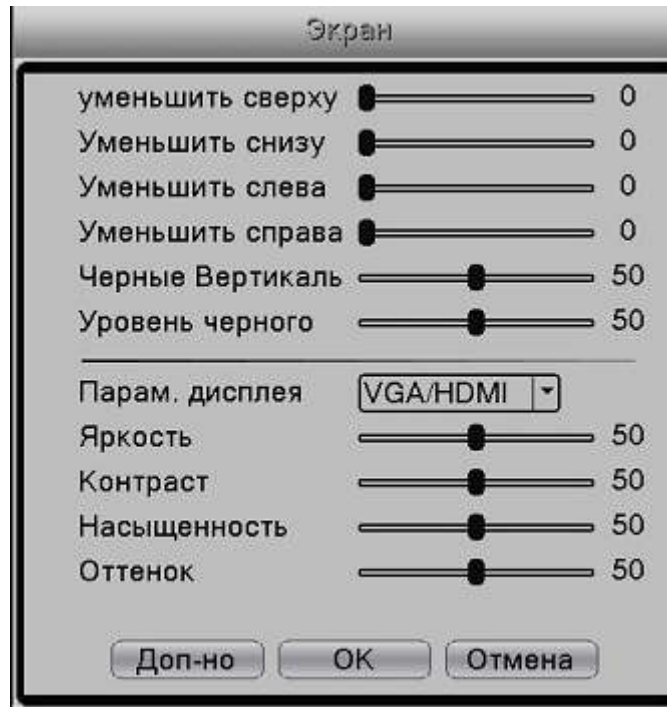 Экран
уменьшить сверху 0
Уменьшить снизу 0
Уменьшить слева 0
Уменьшить справа 0
Черные Вертикаль 50
Уровень черного 50
Парам. дисплея VGA/HDMI
Яркость 50
Контраст 50
Насыщенность 50
Оттенок 50
Доп-но OK Отмена